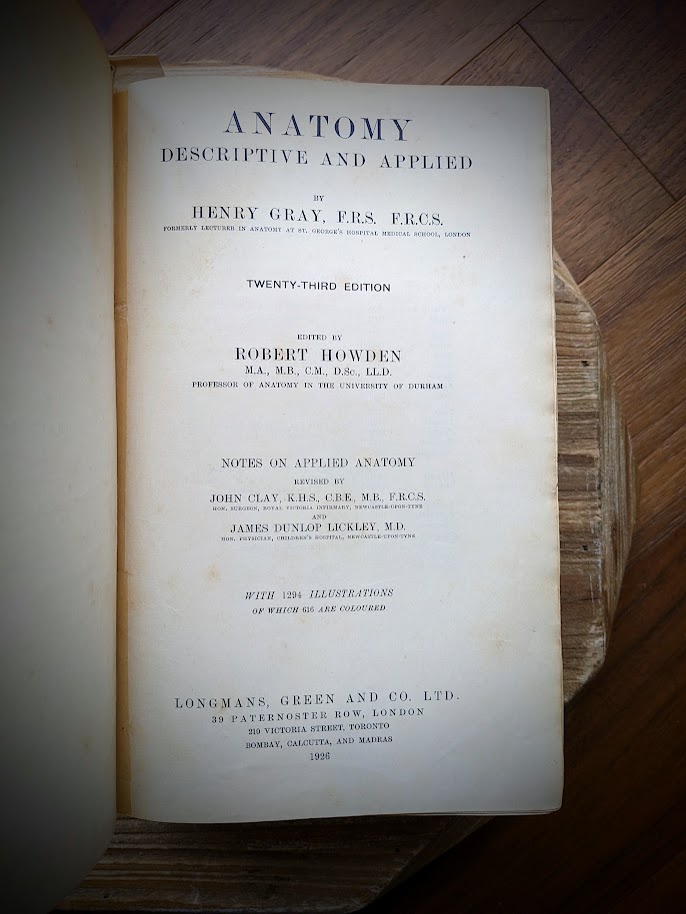 ANATOMY
DESCRIPTIVE AND APPLIED
BY
HENRY GRAY, F.R.S. F.R.C.S.
FORMERLY LECTURER IN ANATOMY AT ST. GEORGE'S HOSPITAL MEDICAL SCHOOL, LONDON
TWENTY-THIRD EDITION
EDITED BY
ROBERT HOWDEN
M.A., M.B., C.M., D.Sc., LL.D.
PROFESSOR OF ANATOMY IN THE UNIVERSITY OF DURHAM
NOTES ON APPLIED ANATOMY
REVISED BY
JOHN CLAY, K.H.S., C.B.E., M.B., F.R.C.S.
HON. SURGEON, ROYAL VICTORIA INFIRMARY, NEWCASTLE-UPON-TYNE
AND
JAMES DUNLOP LICKLEY, M.D.
HON. PHYSICIAN, CHILDREN'S HOSPITAL, NEWCASTLE-UPON-TYNE
WITH 1294 ILLUSTRATIONS
OF WHICH 616 ARE COLOURED
LONGMANS, GREEN AND CO. LTD.
39 PATERNOSTER ROW, LONDON
210 VICTORIA STREET, TORONTO
BOMBAY, CALCUTTA, AND MADRAS
1926